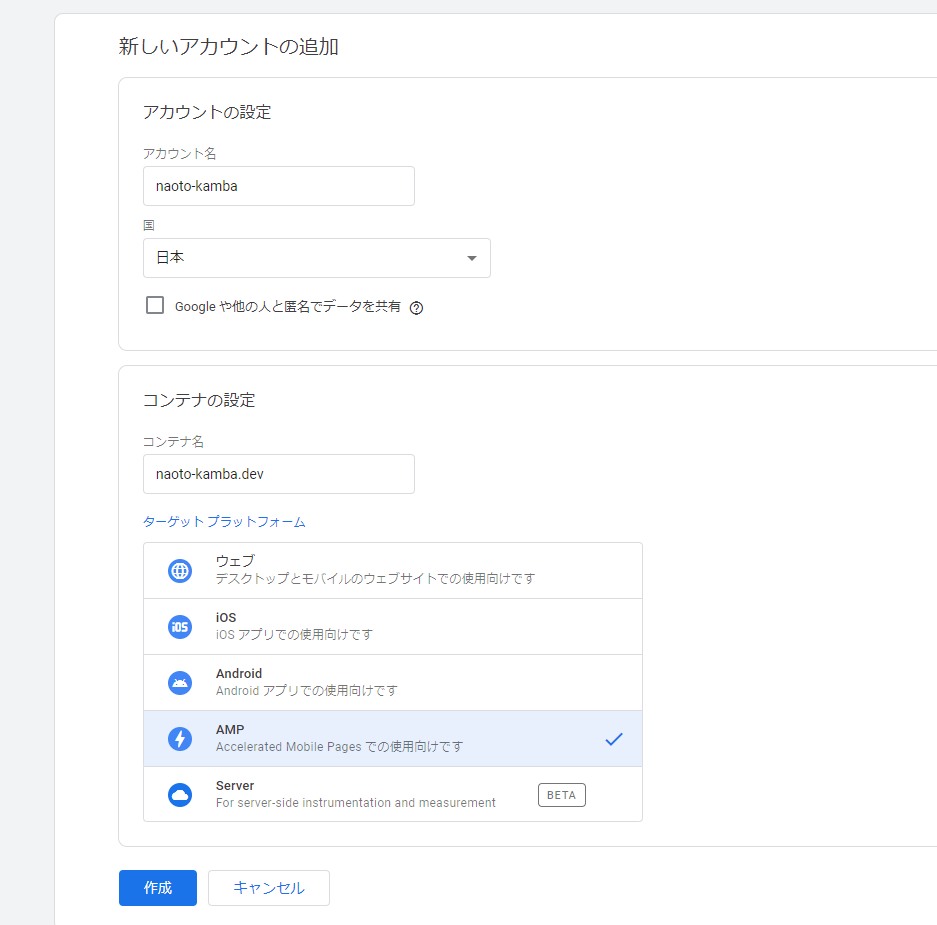 新しいアカウントの追加
アカウントの設定
アカウント名
naoto-kamba
国
日本
Google や他の人と匿名でデータを共有 ?
コンテナの設定
コンテナ名
naoto-kamba.dev
ターゲット プラットフォーム
ウェブ
デスクトップとモバイルのウェブサイトでの使用向けです
iOS
iOS
iOS アプリでの使用向けです
Android
Android アプリでの使用向けです
AMP
Accelerated Mobile Pages での使用向けです
Server
For server-side instrumentation and measurement
BETA
作成 キャンセル